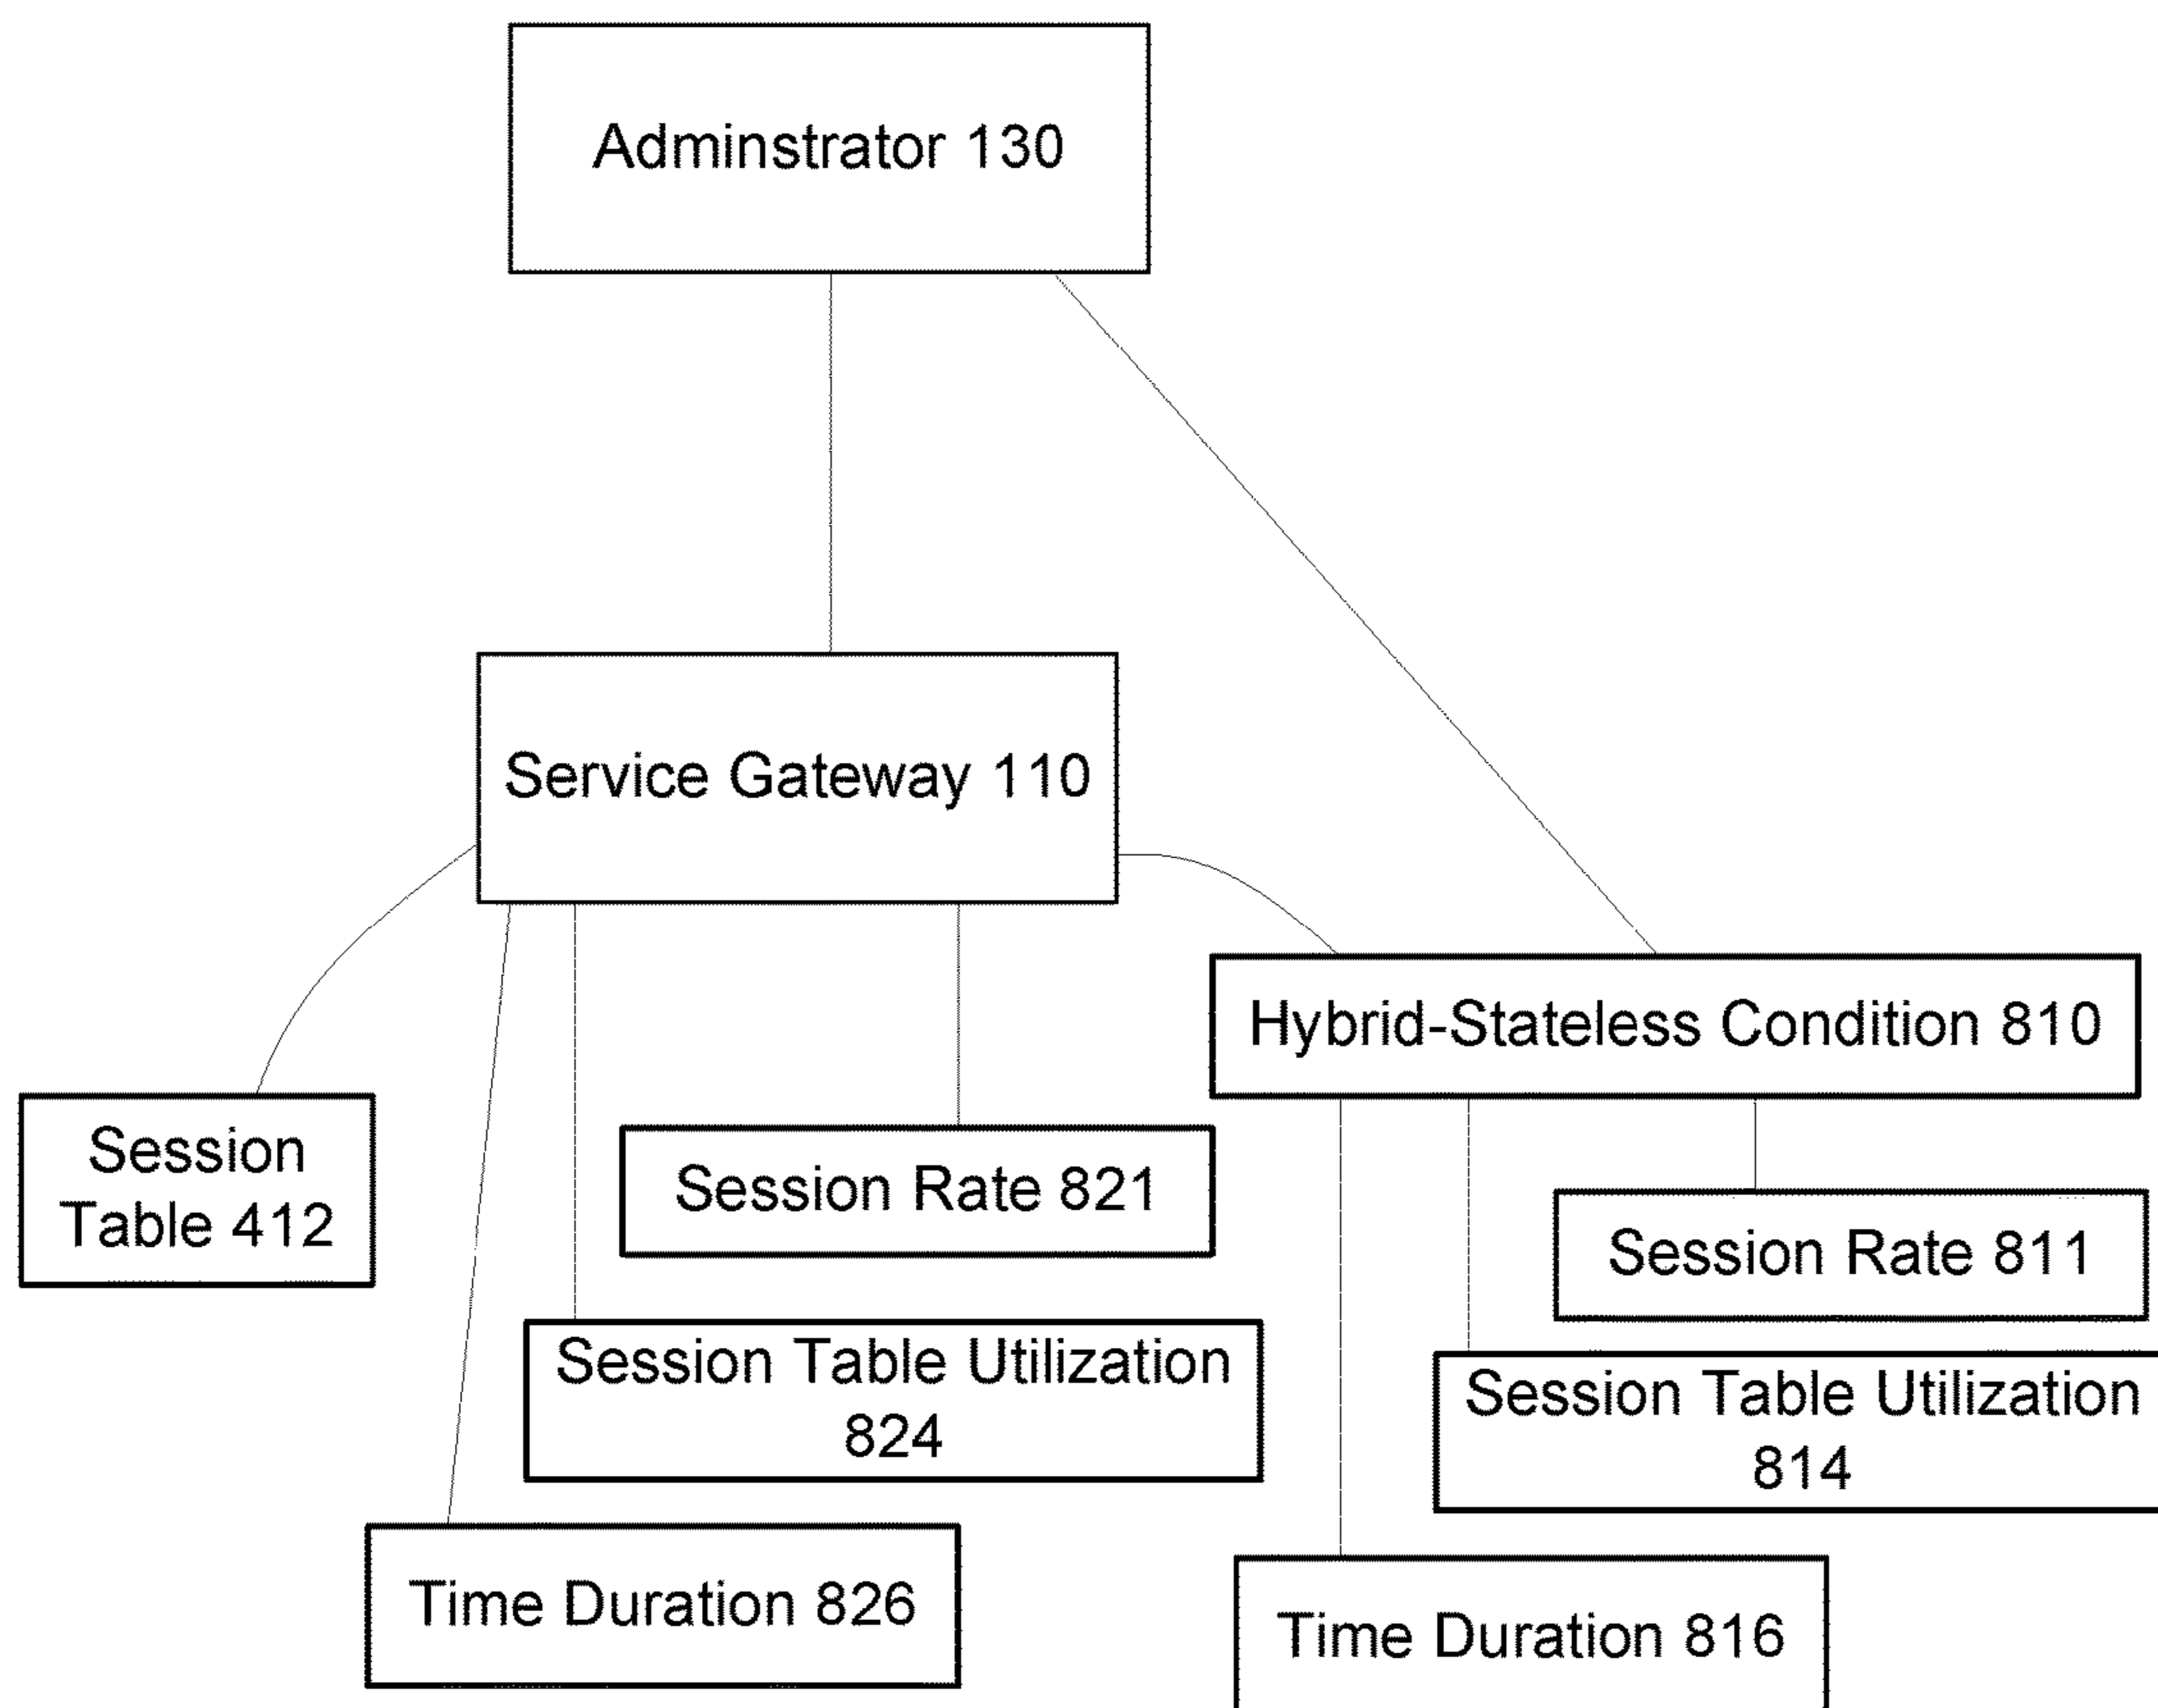 Adminstrator 130
Service Gateway 110
Hybrid-Stateless Condition 810
Session
Table 412
Session Rate 821
Session Rate 811
Session Table Utilization
824
Session Table Utilization
814
Time Duration 826
Time Duration 816